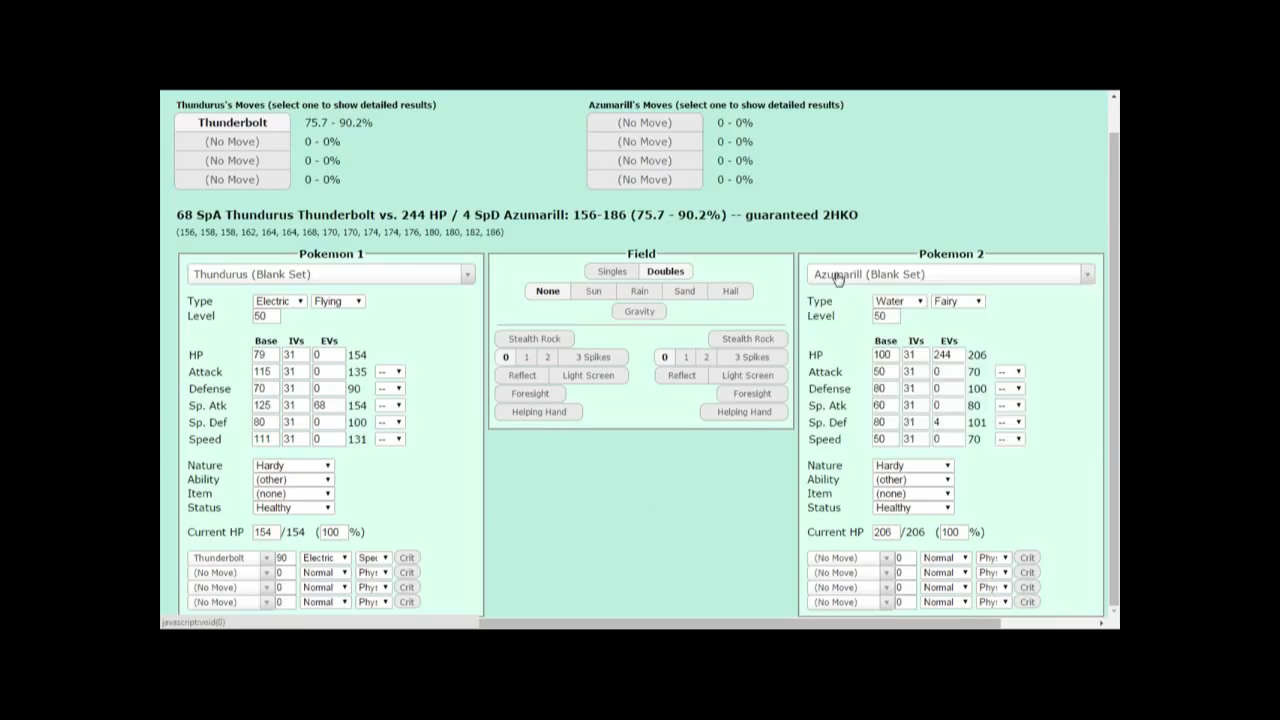 Thundurus's Moves (select one to show detailed results)
Thunderbolt 75.7 - 90.2%
(No Move) 0 - 0%
(No Move) 0 - 0%
(No Move) 0 - 0%
Azumarill's Moves (select one to show detailed results)
(No Move) 0 - 0%
(No Move) 0 - 0%
(No Move) 0 - 0%
(No Move) 0 - 0%
68 SpA Thundurus Thunderbolt vs. 244 HP / 4 SpD Azumarill: 156-186 (75.7 - 90.2%) -- guaranteed 2HKO
(156, 158, 158, 162, 164, 164, 168, 170, 170, 174, 174, 176, 180, 180, 182, 186)
Pokemon 1
Thundurus (Blank Set)
Type Electric Flying
Level 50
Base IVs EVs
HP 79 31 0 154
Attack 115 31 0 135 --
Defense 70 31 0 90 --
Sp. Atk 125 31 68 154 --
Sp. Def 80 31 0 100 --
Speed 111 31 0 131 --
Nature Hardy
Ability (other)
Item (none)
Status Healthy
Current HP 154 /154 (100 %)
Thunderbolt 90 Electric Spec Crit
(No Move) 0 Normal Phys Crit
(No Move) 0 Normal Phys Crit
(No Move) 0 Normal Phys Crit
Field
Singles Doubles
None Sun Rain Sand Hail
Gravity
Stealth Rock Stealth Rock
0 1 2 3 Spikes 0 1 2 3 Spikes
Reflect Light Screen Reflect Light Screen
Foresight Foresight
Helping Hand Helping Hand
Pokemon 2
Azumarill (Blank Set)
Type Water Fairy
Level 50
Base IVs EVs
HP 100 31 244 206
Attack 50 31 0 70 --
Defense 80 31 0 100 --
Sp. Atk 60 31 0 80 --
Sp. Def 80 31 4 101 --
Speed 50 31 0 70 --
Nature Hardy
Ability (other)
Item (none)
Status Healthy
Current HP 206 /206 (100 %)
(No Move) 0 Normal Phys Crit
(No Move) 0 Normal Phys Crit
(No Move) 0 Normal Phys Crit
(No Move) 0 Normal Phys Crit
javascript:void(0)